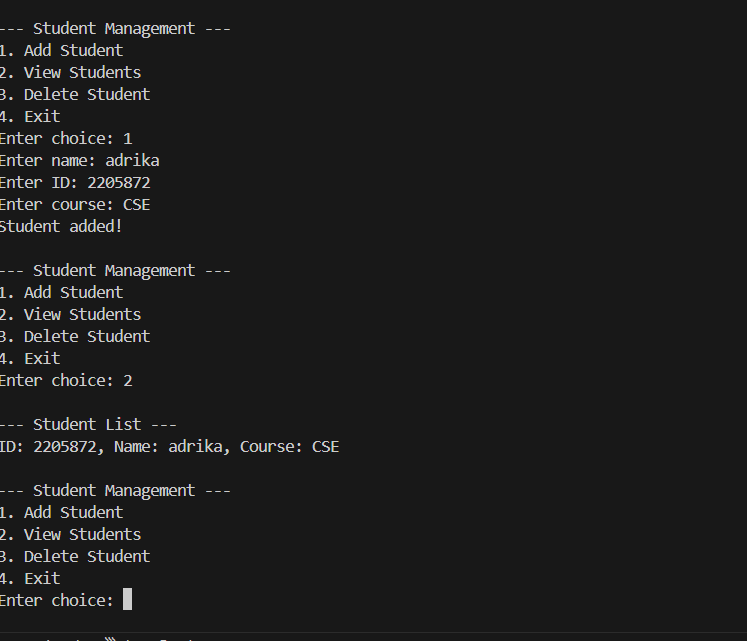 --- Student Management ---
1. Add Student
2. View Students
3. Delete Student
4. Exit
Enter choice: 1
Enter name: adrika
Enter ID: 2205872
Enter course: CSE
Student added!
--- Student Management ---
1. Add Student
2. View Students
3. Delete Student
4. Exit
Enter choice: 2
--- Student List ---
ID: 2205872, Name: adrika, Course: CSE
--- Student Management ---
1. Add Student
2. View Students
3. Delete Student
4. Exit
Enter choice: